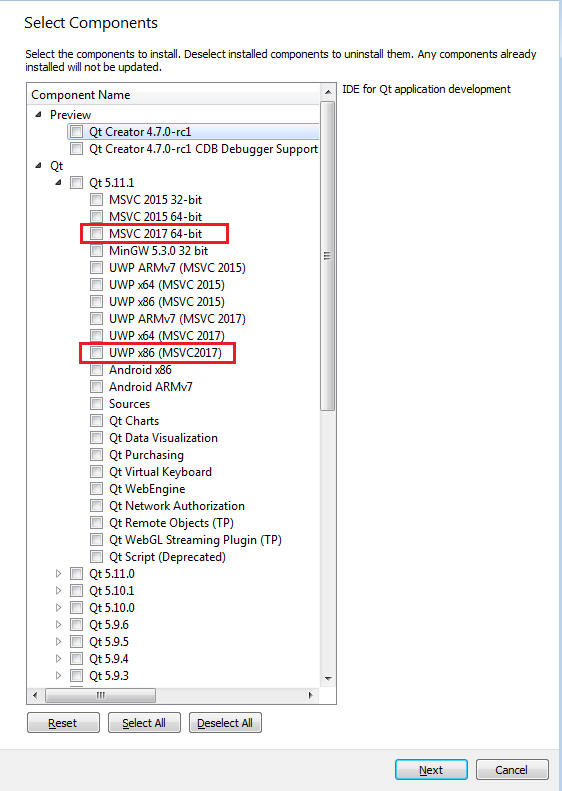 Select Components
Select the components to install. Deselect installed components to uninstall them. Any components already
installed will not be updated.
Component Name
IDE for Qt application development
Preview
Qt Creator 4.7.0-rc1
Qt Creator 4.7.0-rc1 CDB Debugger Support
Qt
Qt 5.11.1
MSVC 2015 32-bit
MSVC 2015 64-bit
MSVC 2017 64-bit
MinGW 5.3.0 32 bit
UWP ARMv7 (MSVC 2015)
UWP x64 (MSVC 2015)
UWP x86 (MSVC 2015)
UWP ARMv7 (MSVC 2017)
UWP x64 (MSVC 2017)
UWP x86 (MSVC2017)
Android x86
Android ARMv7
Sources
Qt Charts
Qt Data Visualization
Qt Purchasing
Qt Virtual Keyboard
Qt WebEngine
Qt Network Authorization
Qt Remote Objects (TP)
Qt WebGL Streaming Plugin (TP)
Qt Script (Deprecated)
Qt 5.11.0
Qt 5.10.1
Qt 5.10.0
Qt 5.9.6
Qt 5.9.5
Qt 5.9.4
Qt 5.9.3
Reset Select All Deselect All
Next Cancel